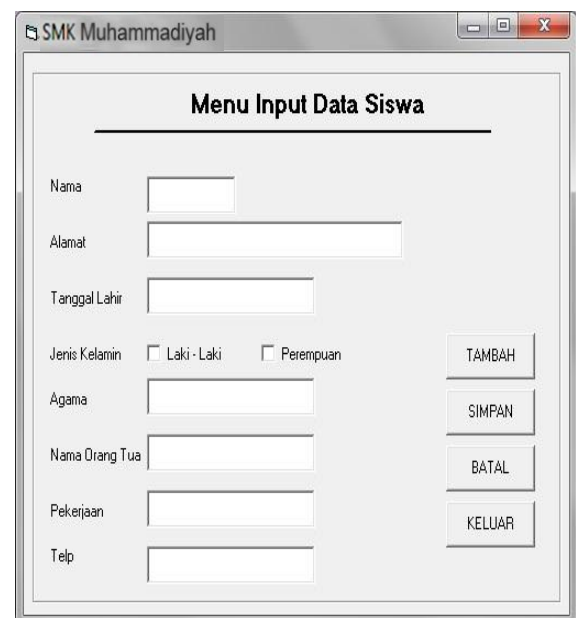 SMK Muhammadiyah
Menu Input Data Siswa
Nama
Alamat
Tanggal Lahir
Jenis Kelamin Laki - Laki Perempuan TAMBAH
Agama
SIMPAN
Nama Orang Tua
BATAL
Pekerjaan
KELUAR
Telp